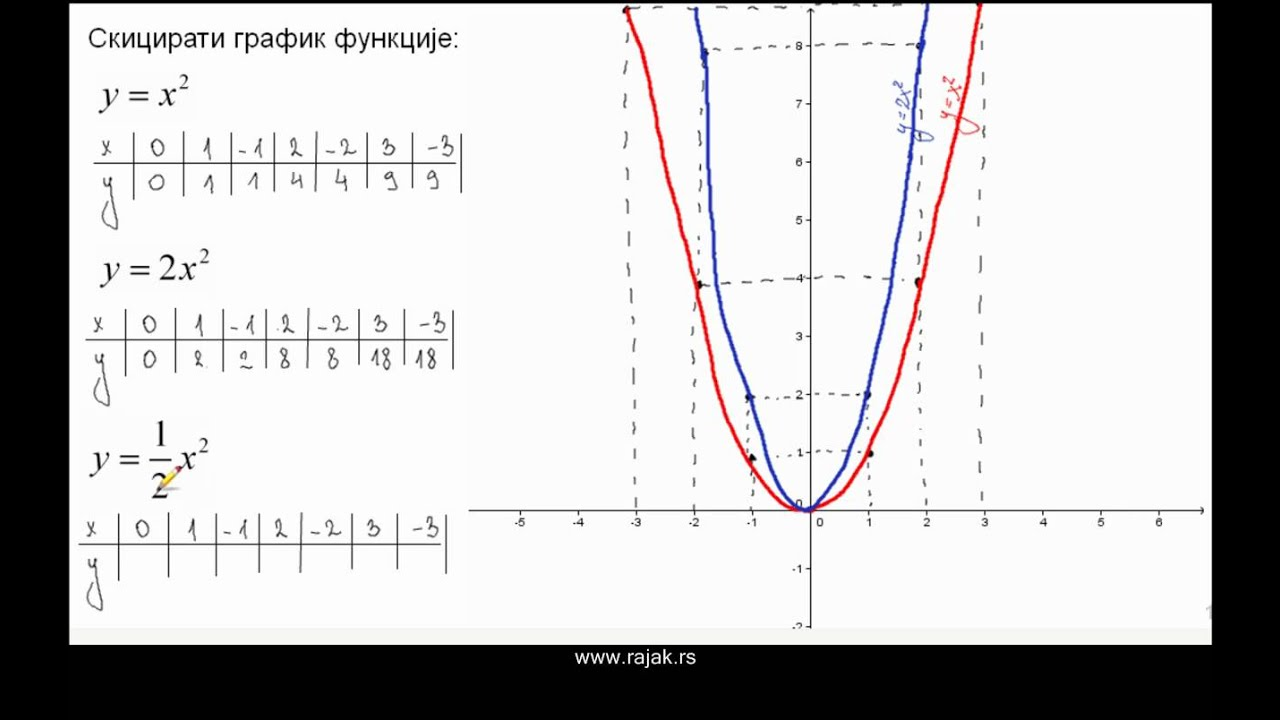 Скицирати график функције:
y = x²
x | 0 | 1 | -1 | 2 | -2 | 3 | -3
y | 0 | 1 | 1 | 4 | 4 | 9 | 9
y = 2x²
x | 0 | 1 | -1 | 2 | -2 | 3 | -3
y | 0 | 2 | 2 | 8 | 8 | 18 | 18
y = 1/2 x²
x | 0 | 1 | -1 | 2 | -2 | 3 | -3
y
y = 2x²
y = x²
8
7
6
5
4
3
2
1
0
-5 -4 -3 -2 -1 0 1 2 3 4 5 6
-1
-2
www.rajak.rs